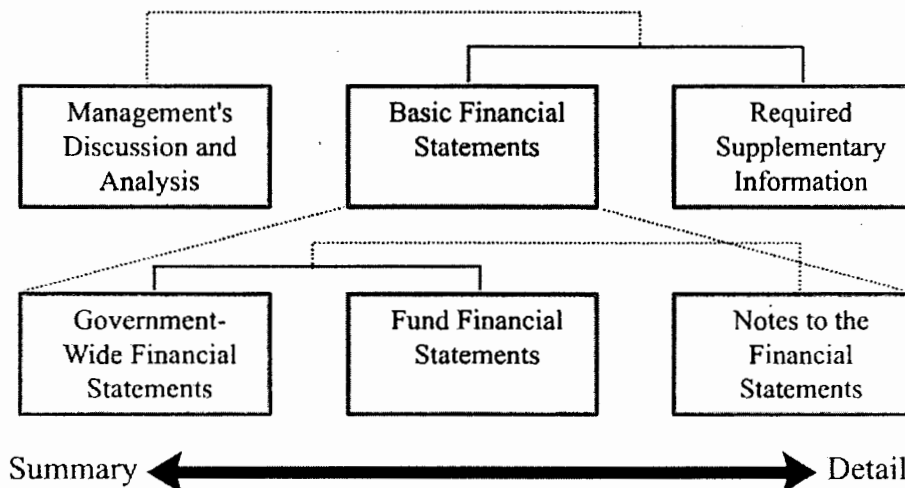 Management's
Discussion and
Analysis
Basic Financial
Statements
Required
Supplementary
Information
Government-
Wide Financial
Statements
Fund Financial
Statements
Notes to the
Financial
Statements
Summary
Detail